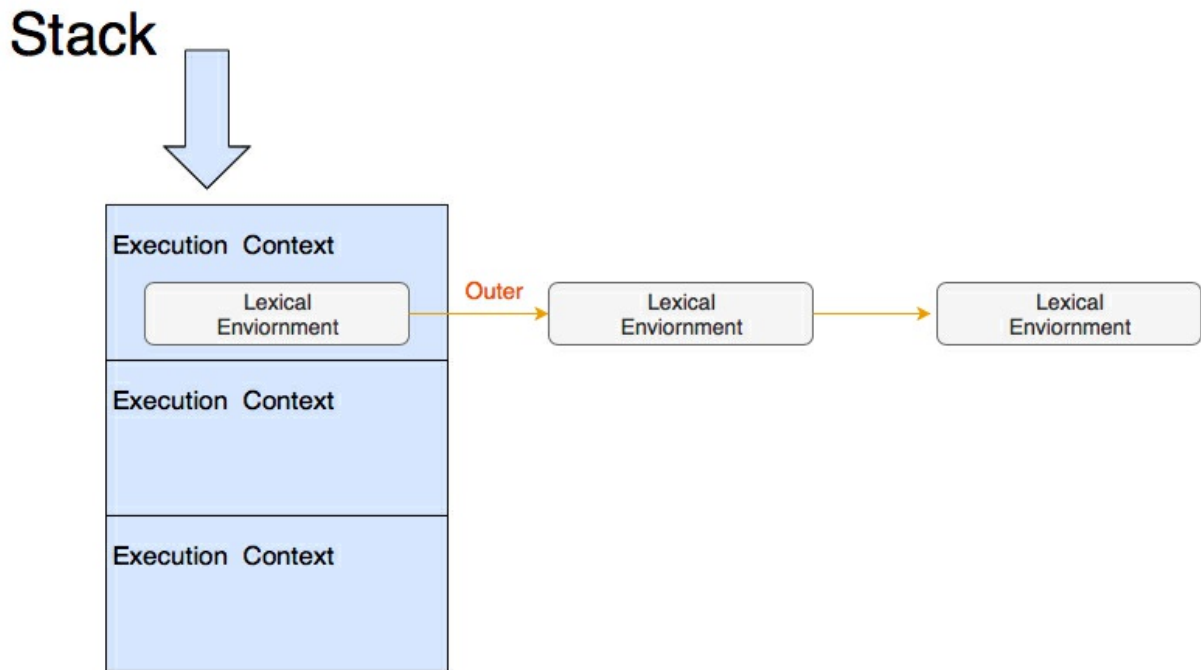 Stack
Execution Context
Lexical
Enviornment
Outer
Lexical
Enviornment
Lexical
Enviornment
Execution Context
Execution Context